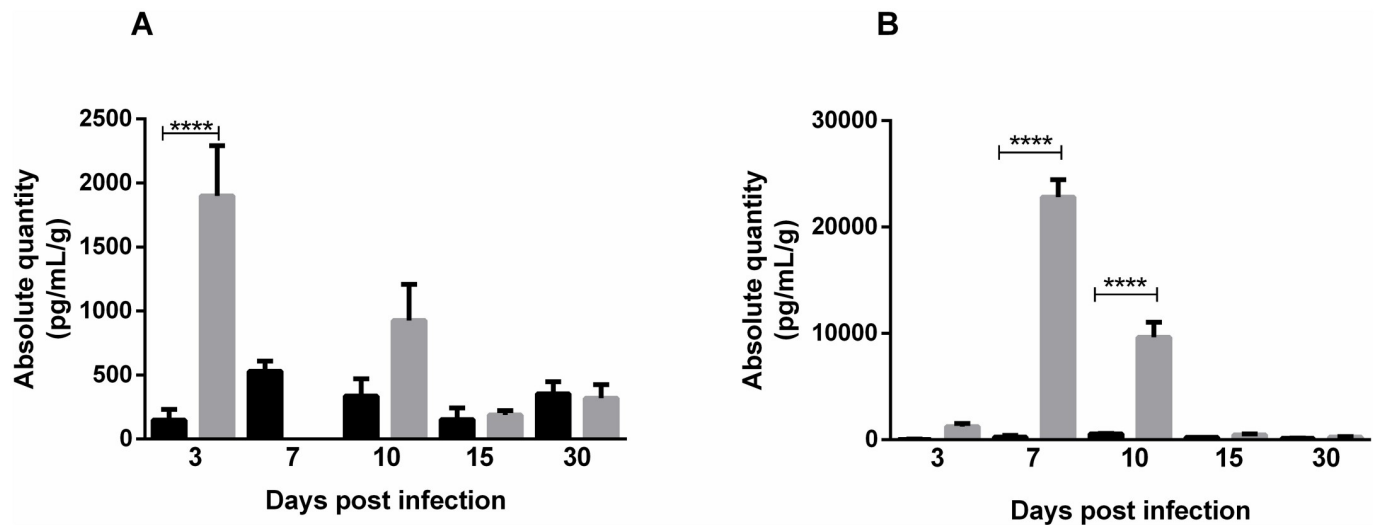 A
Absolute quantity
(pg/mL/g)
2500
2000
1500
1000
500
0
****
3 7 10 15 30
Days post infection
B
Absolute quantity
(pg/mL/g)
30000
20000
10000
0
****
****
3 7 10 15 30
Days post infection